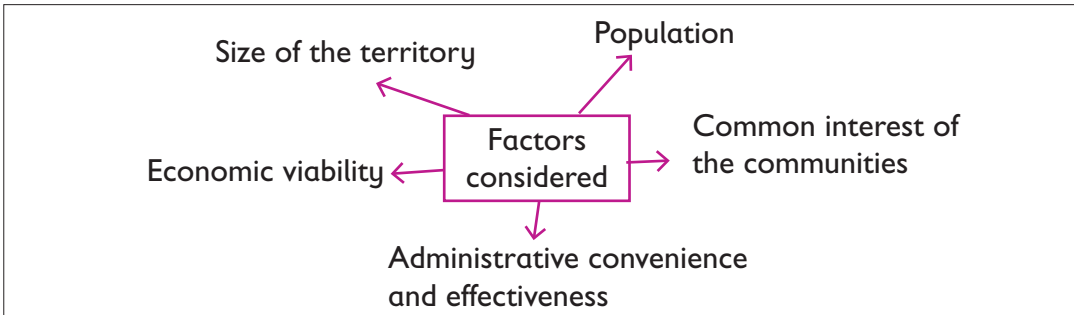 Population
Size of the territory
Factors
considered
Common interest of
the communities
Economic viability
Administrative convenience
and effectiveness